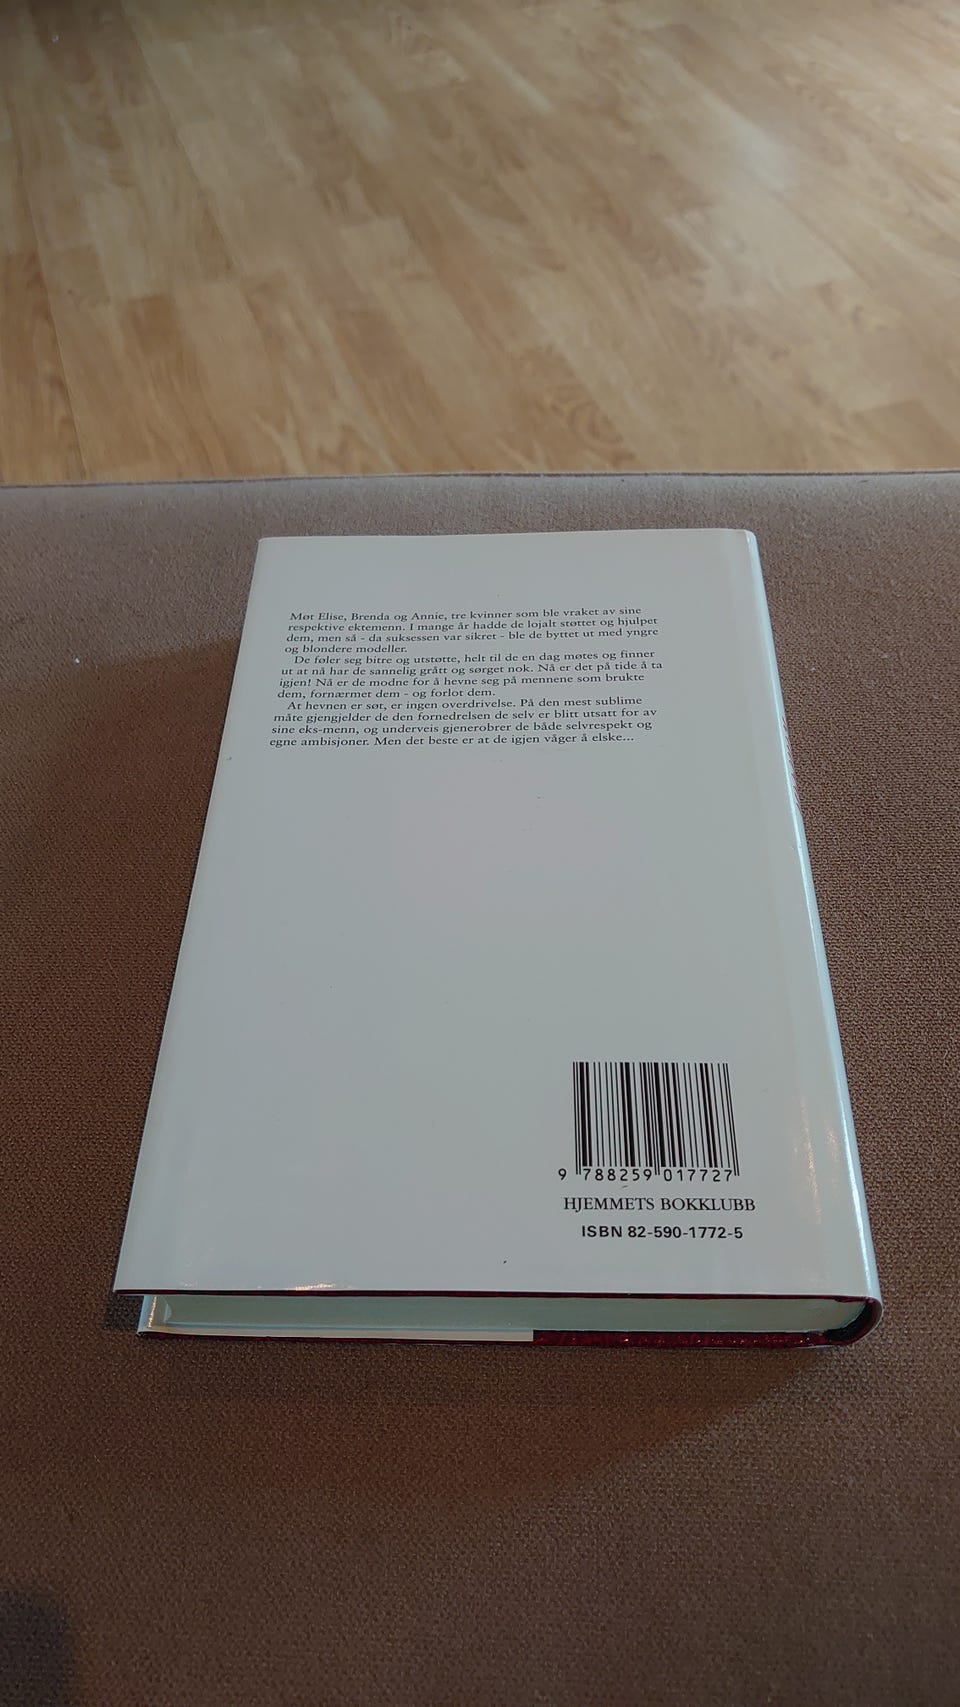 Møt Elise, Brenda og Annie, tre kvinner som ble vraket av sine
respektive ektemenn. I mange år hadde de lojalt støttet og hjulpet
dem, men så - da suksessen var sikret - ble de byttet ut med yngre
og blondere modeller.
De føler seg bitre og utstøtte, helt til de en dag møtes og finner
ut at nå har de sannelig grått og sørget nok. Nå er det på tide å ta
igjen! Nå er de modne for å hevne seg på mennene som brukte
dem, fornærmet dem - og forlot dem.
At hevnen er søt, er ingen overdrivelse. På den mest sublime
måte gjengjelder de den fornedrelsen de selv er blitt utsatt for av
sine eks-menn, og underveis gjenerobrer de både selvrespekt og
egne ambisjoner. Men det beste er at de igjen våger å elske...
9 788259 017727
HJEMMETS BOKKLUBB
ISBN 82-590-1772-5